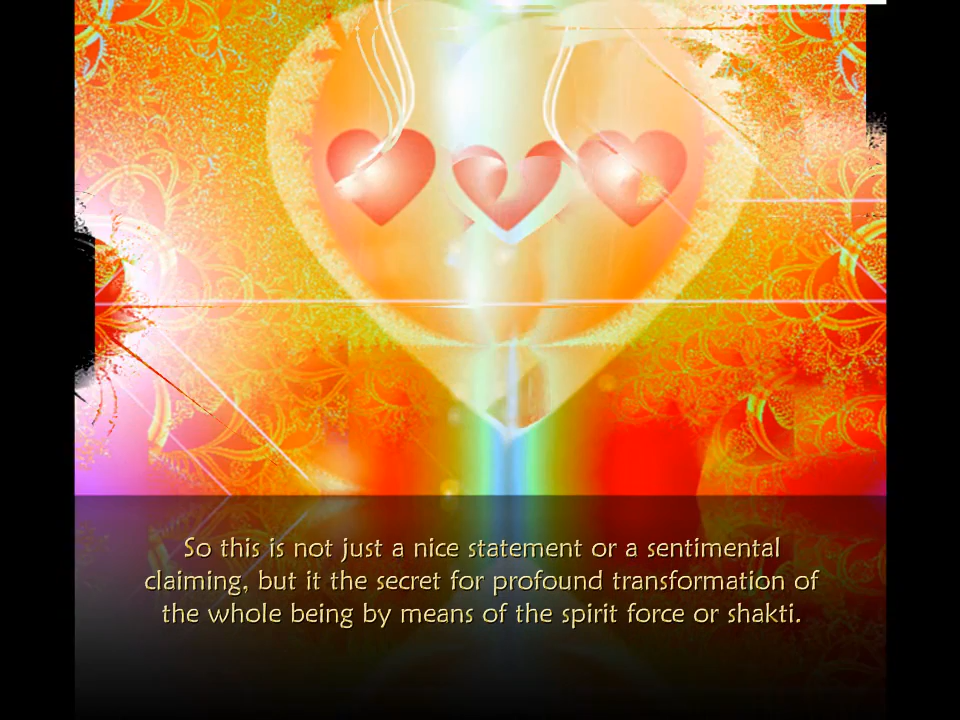 So this is not just a nice statement or a sentimental
claiming, but it the secret for profound transformation of
the whole being by means of the spirit force or shakti.